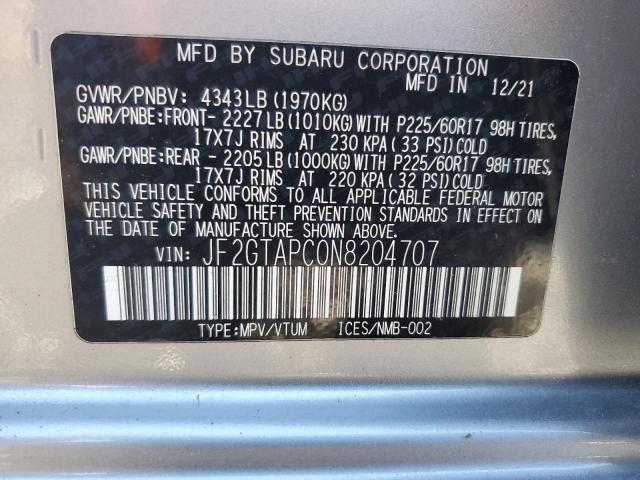 MFD BY SUBARU CORPORATION
MFD IN 12/21
GVWR/PNBV: 4343LB(1970KG)
GAWR/PNBE:FRONT- 2227LB(1010KG)WITH P225/60R17 98H TIRES,
17X7J RIMS AT 230 KPA(33 PSI)COLD
GAWR/PNBE:REAR - 2205LB(1000KG)WITH P225/60R17 98H TIRES,
17X7J RIMS AT 220 KPA(32 PSI)COLD
THIS VEHICLE CONFORMS TO ALL APPLICABLE FEDERAL MOTOR
VEHICLE SAFETY AND THEFT PREVENTION STANDARDS IN EFFECT ON
THE DATE OF MANUFACTURE SHOWN ABOVE.
VIN: JF2GTAPC0N8204707
TYPE:MPV/VTUM ICES/NMB-002